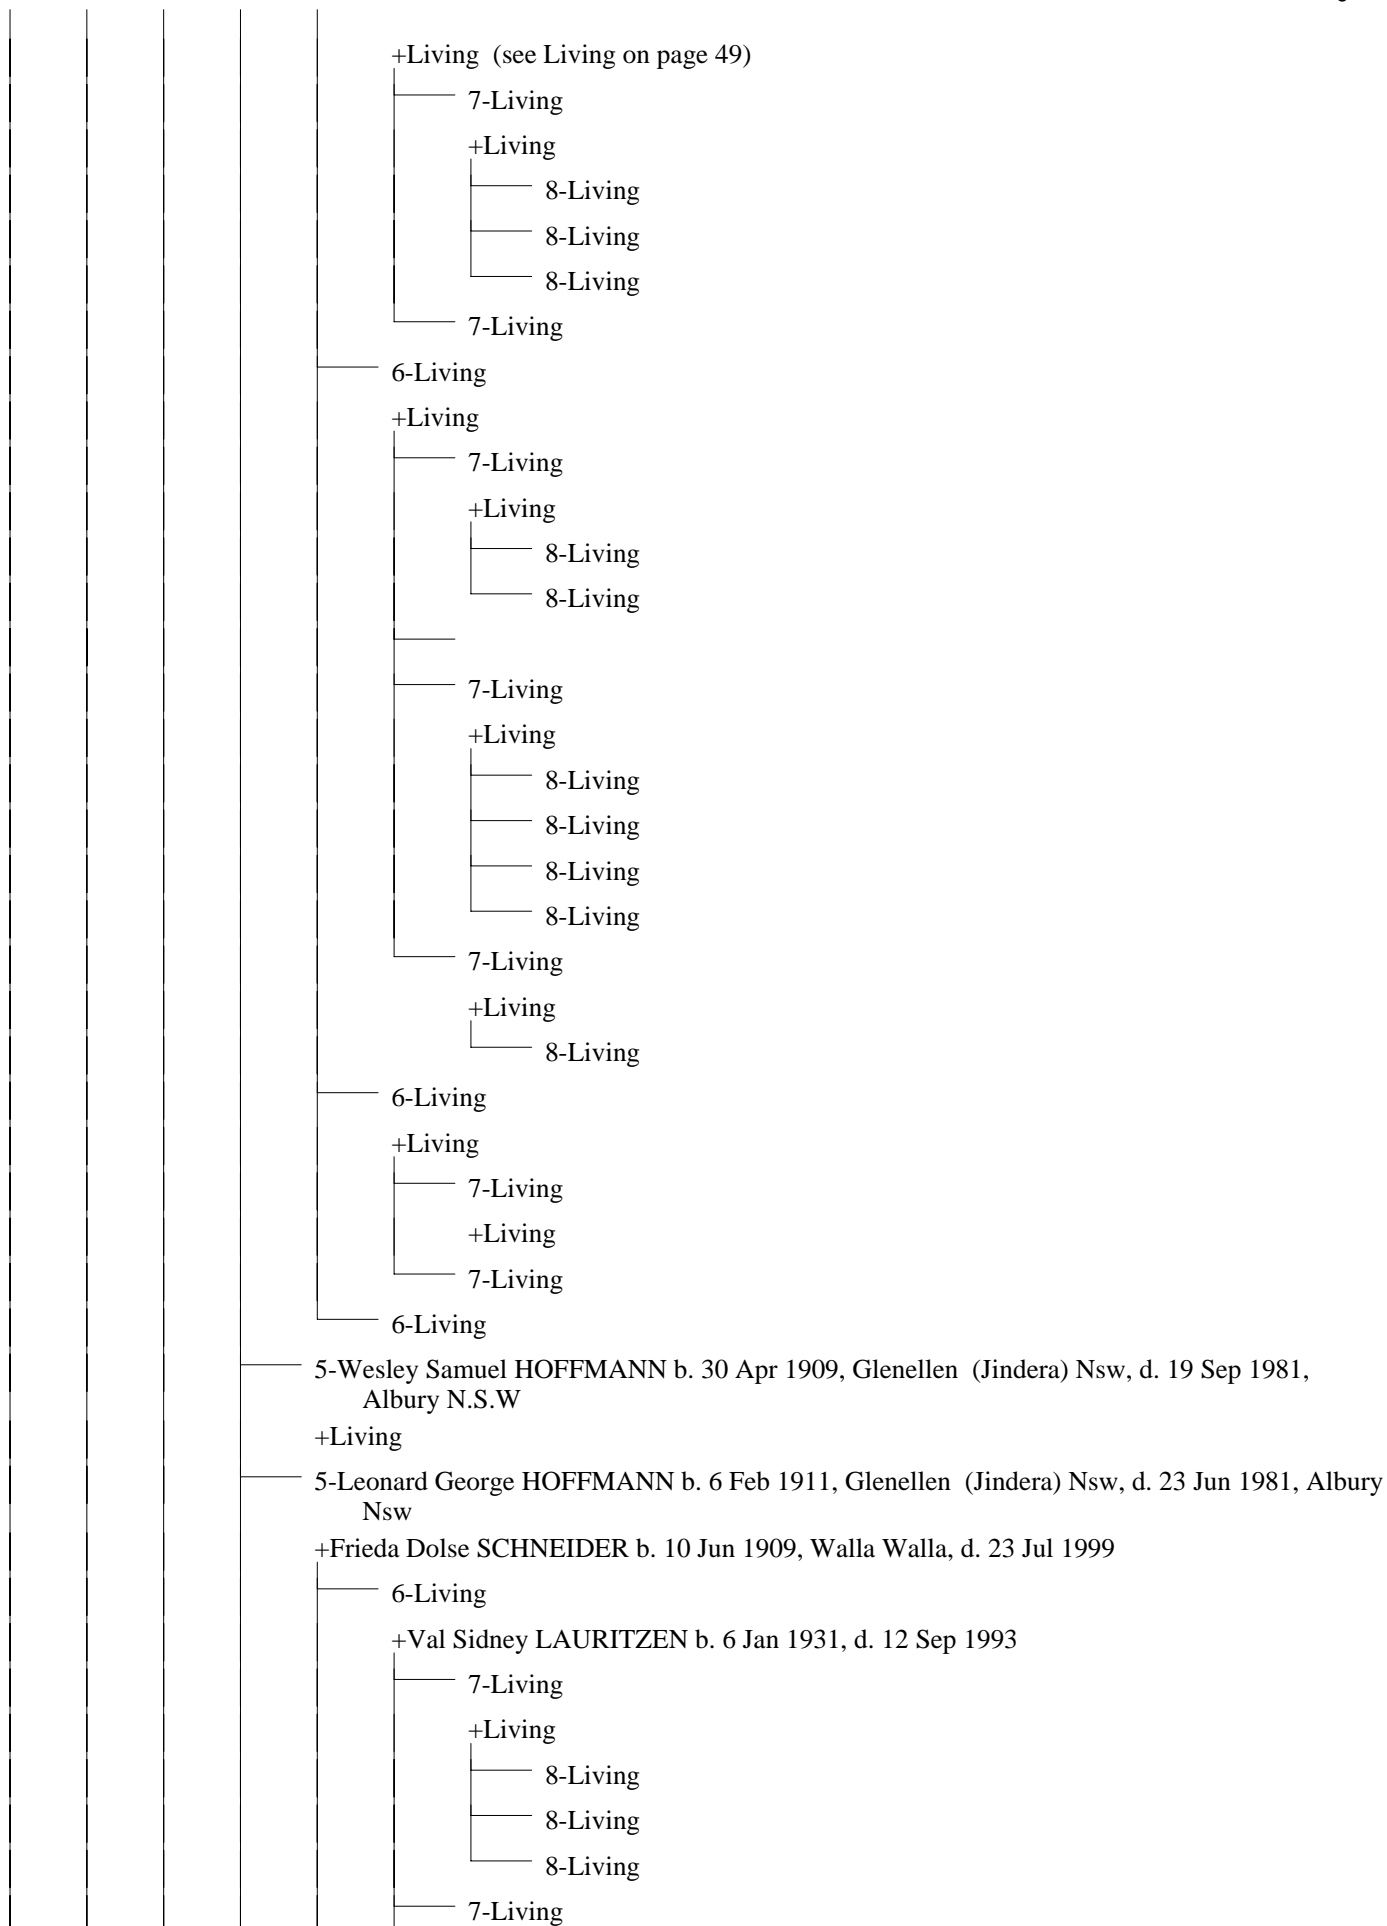 +Living (see Living on page 49)
7-Living
+Living
8-Living
8-Living
8-Living
7-Living
6-Living
+Living
7-Living
+Living
8-Living
8-Living
7-Living
+Living
8-Living
8-Living
8-Living
8-Living
7-Living
+Living
8-Living
6-Living
+Living
7-Living
+Living
7-Living
6-Living
5-Wesley Samuel HOFFMANN b. 30 Apr 1909, Glenellen (Jindera) Nsw, d. 19 Sep 1981,
Albury N.S.W
+Living
5-Leonard George HOFFMANN b. 6 Feb 1911, Glenellen (Jindera) Nsw, d. 23 Jun 1981, Albury
Nsw
+Frieda Dolse SCHNEIDER b. 10 Jun 1909, Walla Walla, d. 23 Jul 1999
6-Living
+Val Sidney LAURITZEN b. 6 Jan 1931, d. 12 Sep 1993
7-Living
+Living
8-Living
8-Living
8-Living
7-Living